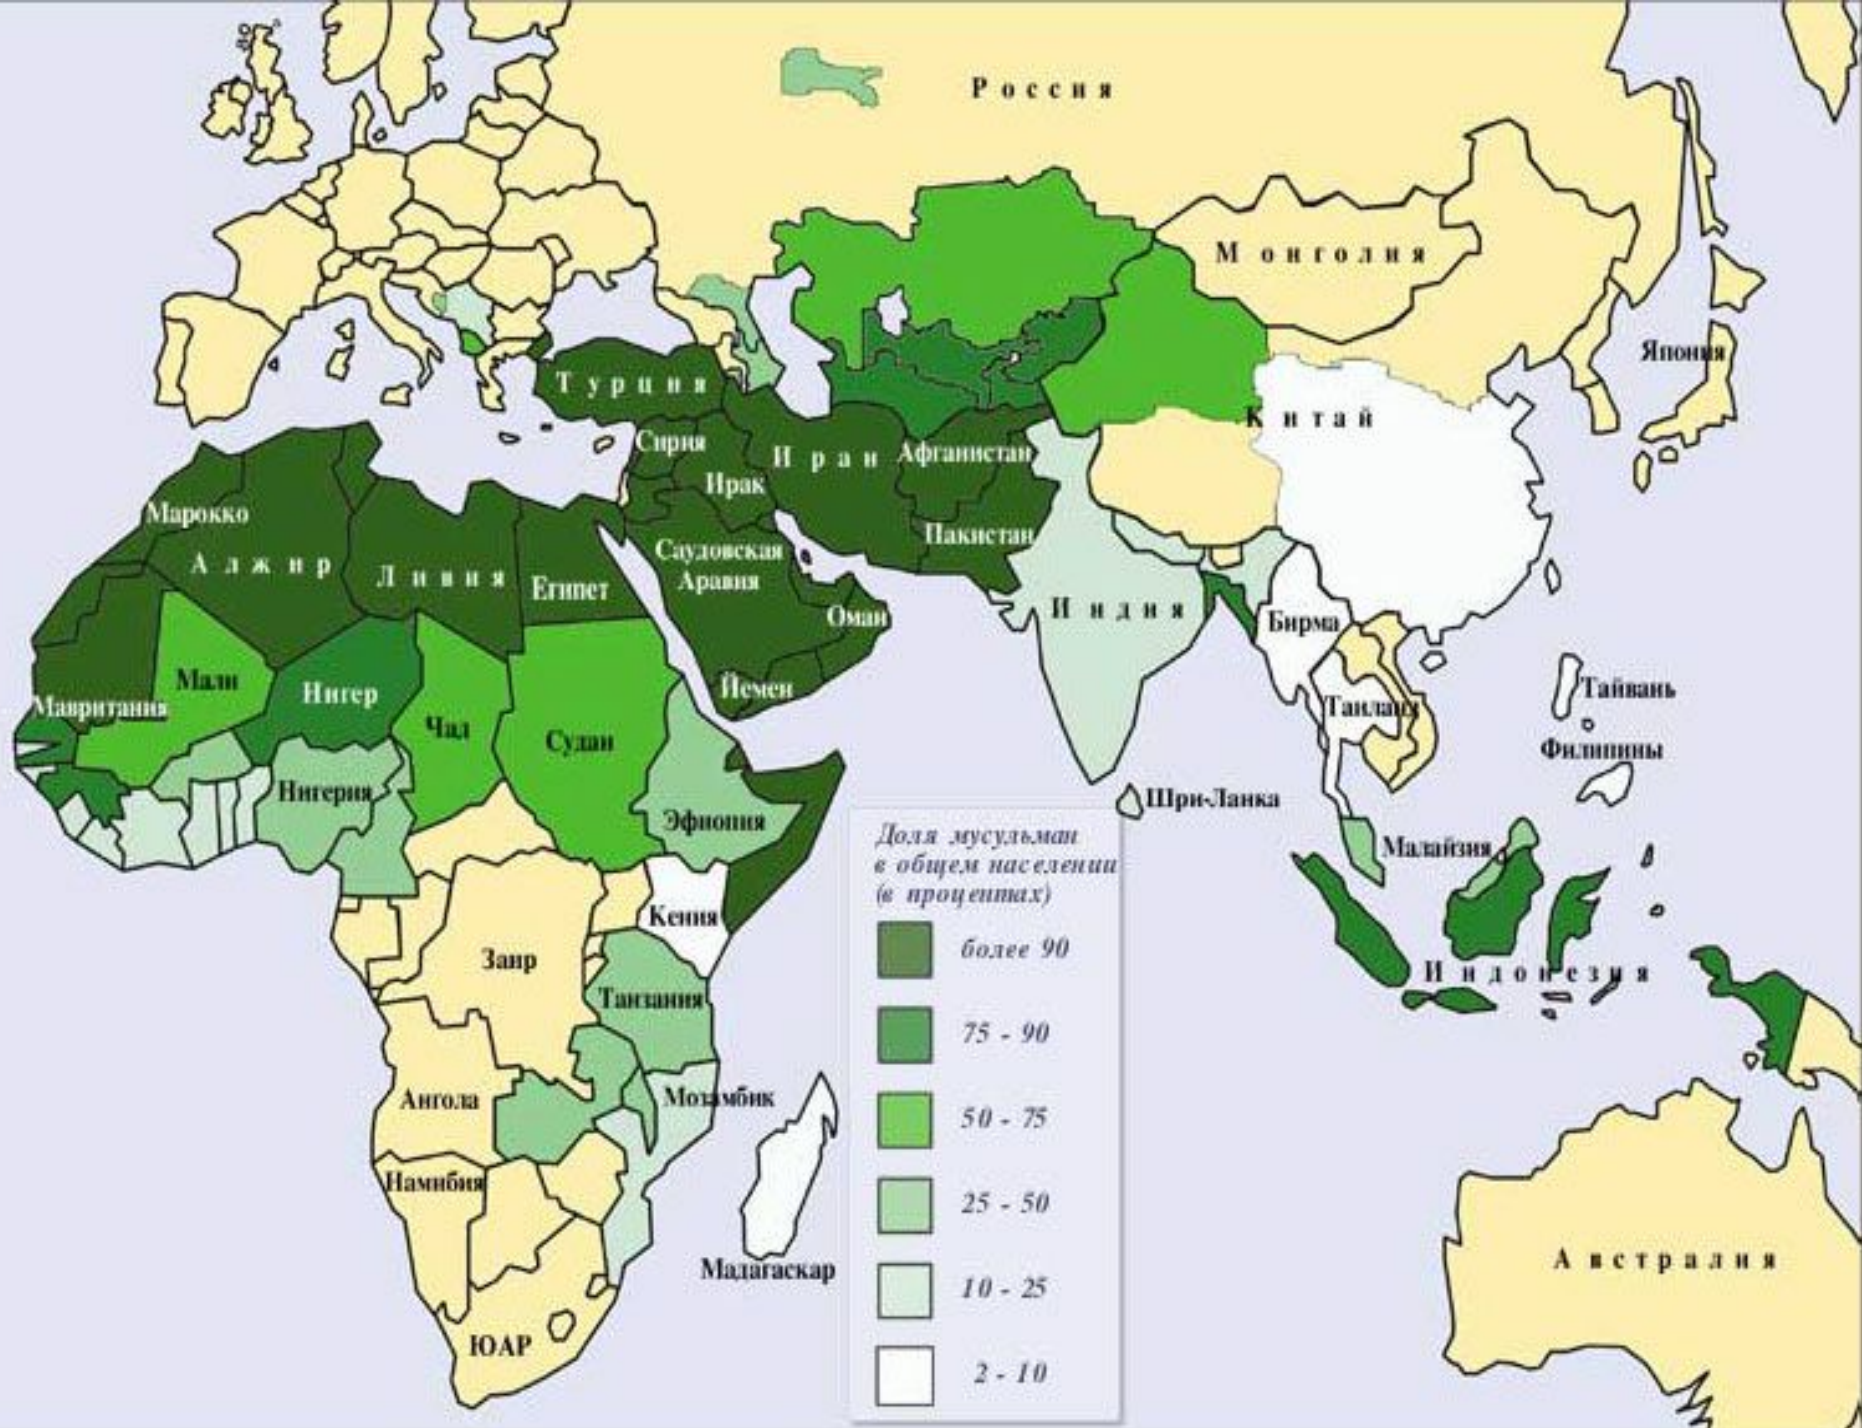 Россия
Монголия
Япония
Турция
Китай
Сирия
Иран
Афганистан
Ирак
Марокко
Пакистан
Саудовская
Аравия
Алжир
Ливия
Египет
Индия
Оман
Бирма
Мали
Йемен
Нигер
Мавритания
Тайвань
Таиланд
Чад
Судан
Филипины
Нигерия
Шри-Ланка
Эфиопия
Малайзия
Доля мусульман
в общем населении
(в процентах)
Кения
более 90
Заир
Индонезия
Танзания
75 - 90
Ангола
Мозамбик
50 - 75
Намибия
25 - 50
Австралия
Мадагаскар
10 - 25
ЮАР
2 - 10